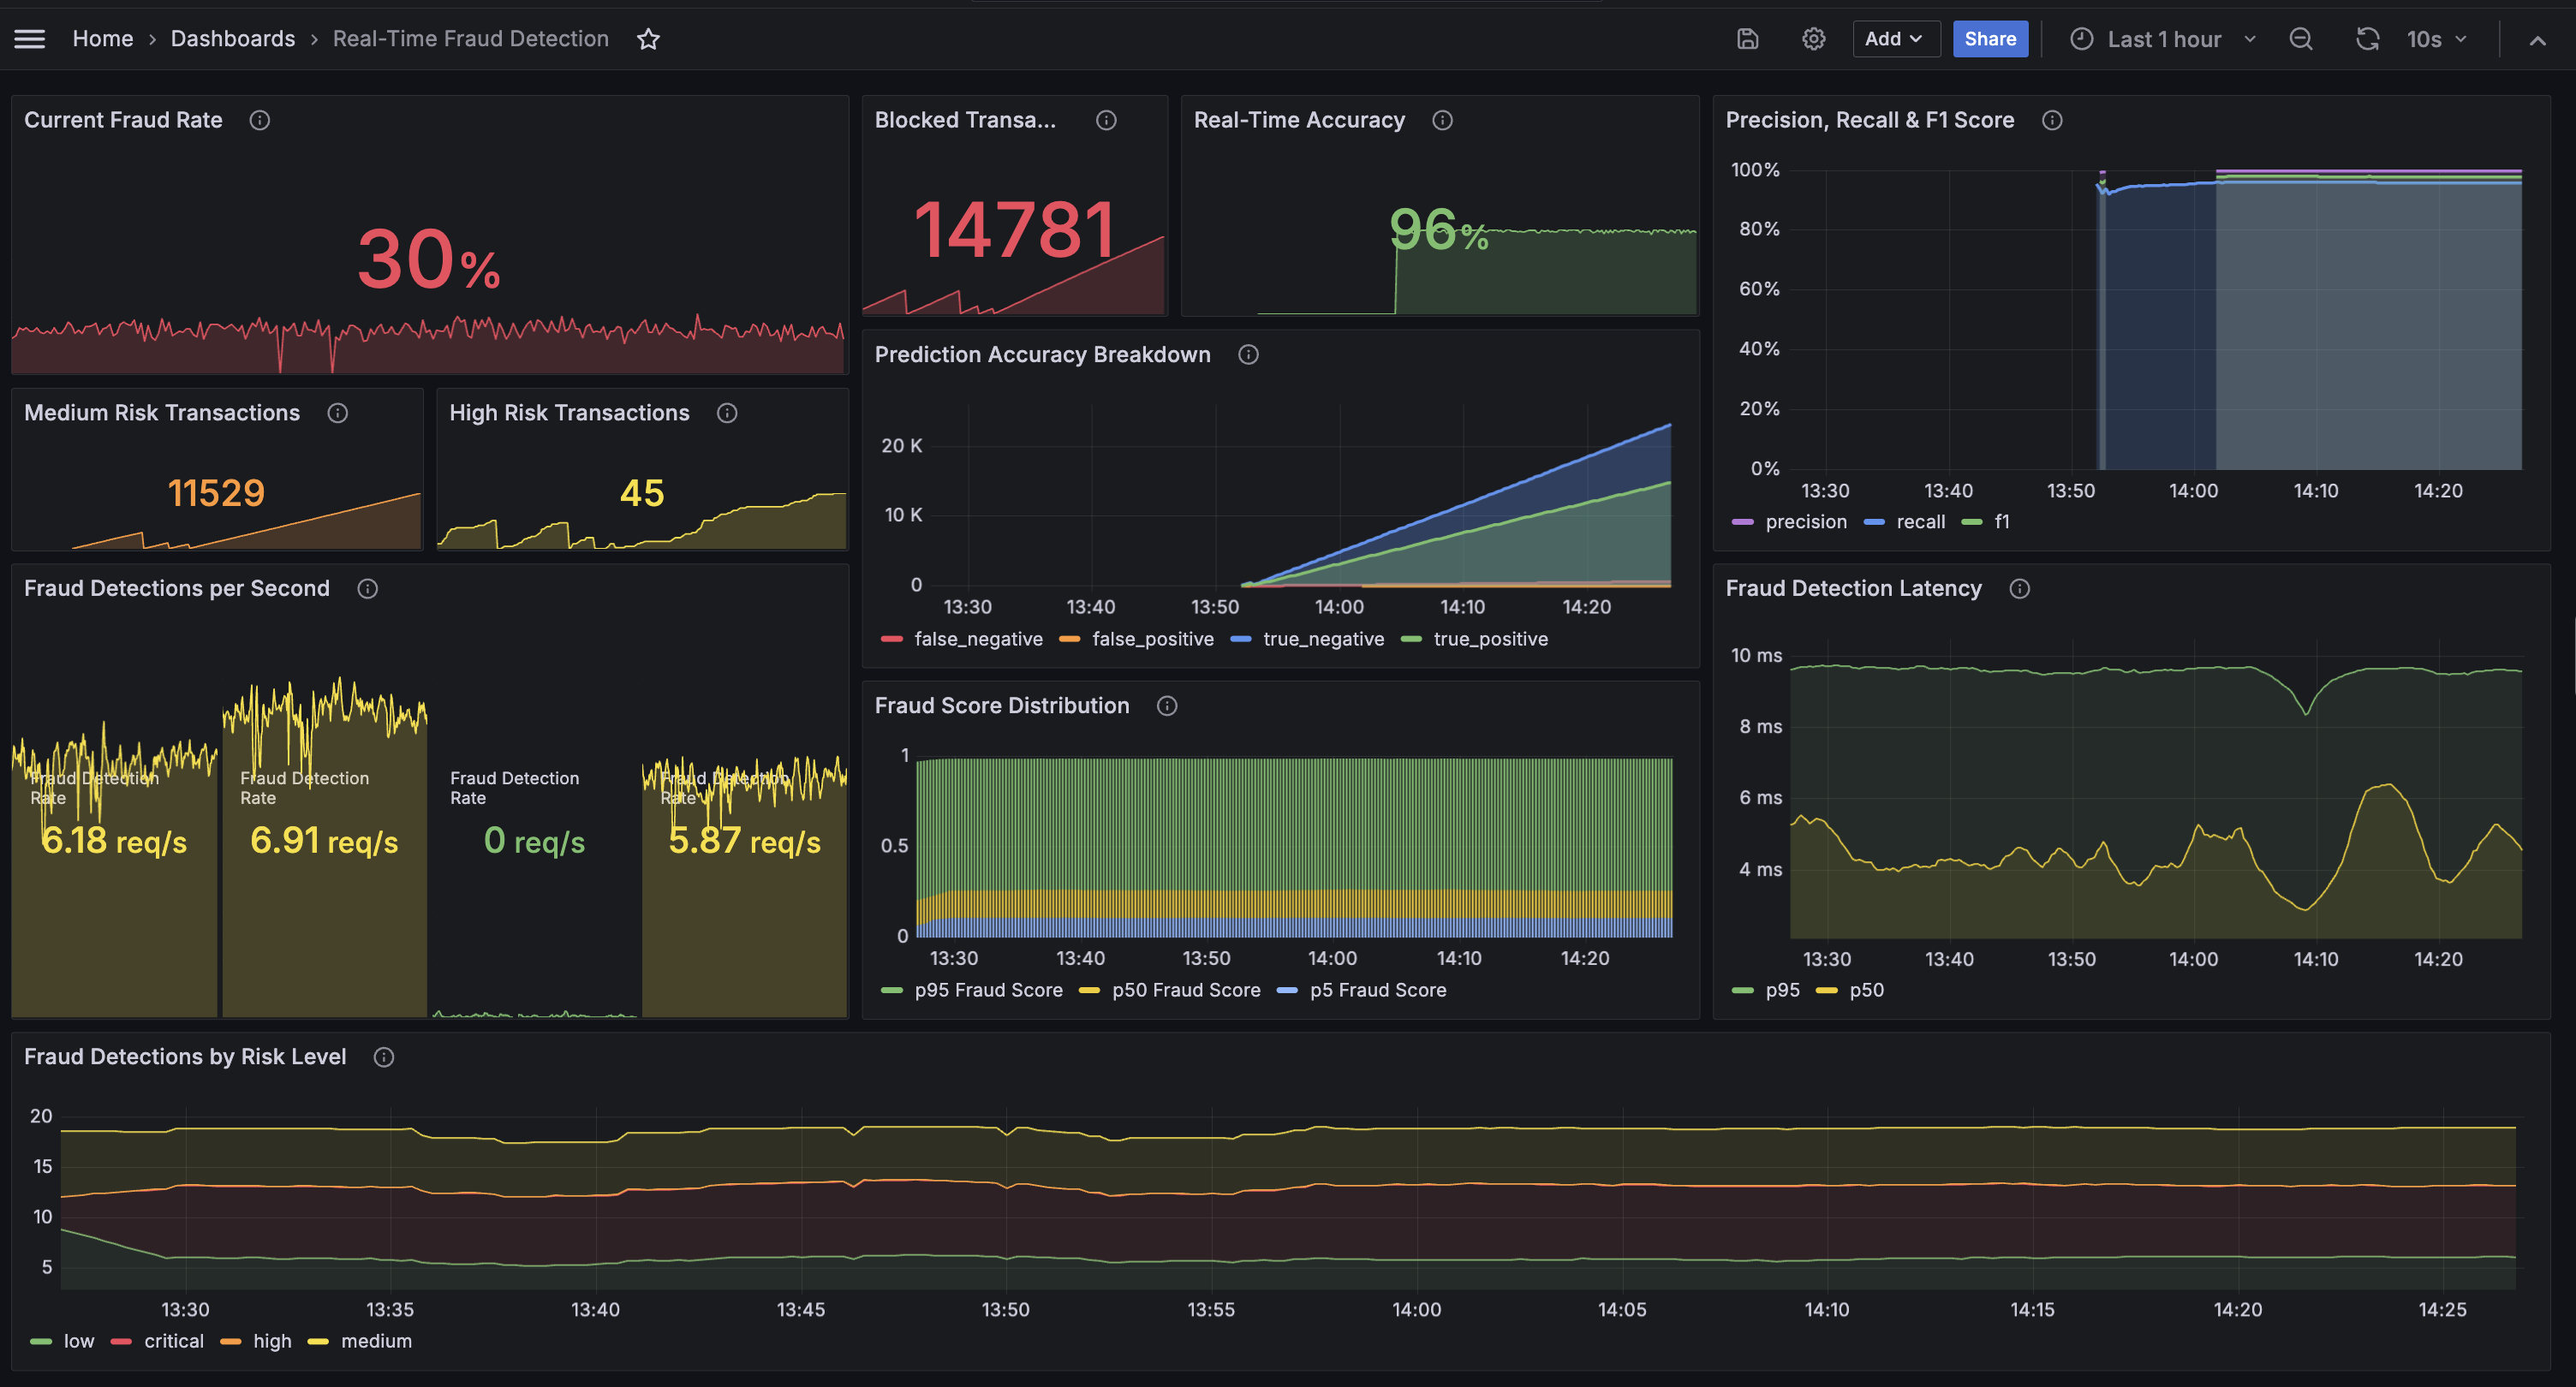 Home › Dashboards › Real-Time Fraud Detection
Add
Share
Last 1 hour
10s
Current Fraud Rate
30%
Blocked Transa...
14781
Real-Time Accuracy
96%
Precision, Recall & F1 Score
100%
80%
60%
40%
20%
0%
13:30 13:40 13:50 14:00 14:10 14:20
precision recall f1
Medium Risk Transactions
11529
High Risk Transactions
45
Prediction Accuracy Breakdown
20 K
10 K
0
13:30 13:40 13:50 14:00 14:10 14:20
false_negative false_positive true_negative true_positive
Fraud Detections per Second
Fraud Detection
Rate
6.18 req/s
Fraud Detection
Rate
6.91 req/s
Fraud Detection
Rate
0 req/s
Fraud Detection
Rate
5.87 req/s
Fraud Score Distribution
1
0.5
0
13:30 13:40 13:50 14:00 14:10 14:20
p95 Fraud Score p50 Fraud Score p5 Fraud Score
Fraud Detection Latency
10 ms
8 ms
6 ms
4 ms
13:30 13:40 13:50 14:00 14:10 14:20
p95 p50
Fraud Detections by Risk Level
20
15
10
5
13:30 13:35 13:40 13:45 13:50 13:55 14:00 14:05 14:10 14:15 14:20 14:25
low critical high medium